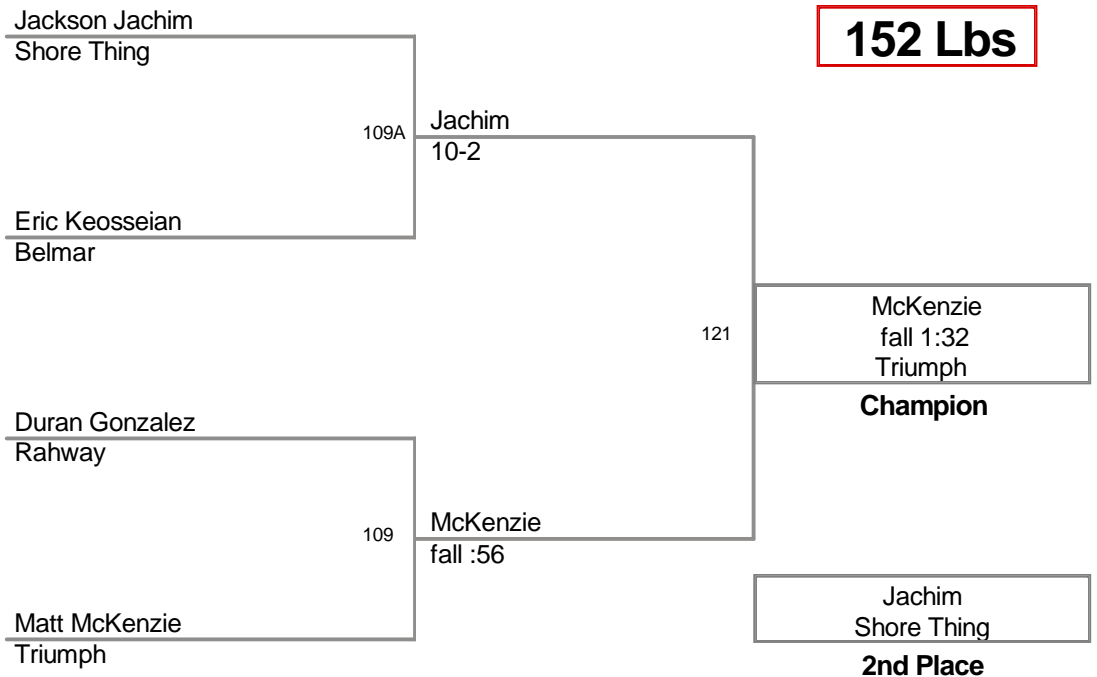 Jackson Jachim
Shore Thing
152 Lbs
109A
Jachim
10-2
Eric Keosseian
Belmar
121
McKenzie
fall 1:32
Triumph
Champion
Duran Gonzalez
Rahway
109
McKenzie
fall :56
Matt McKenzie
Triumph
Jachim
Shore Thing
2nd Place